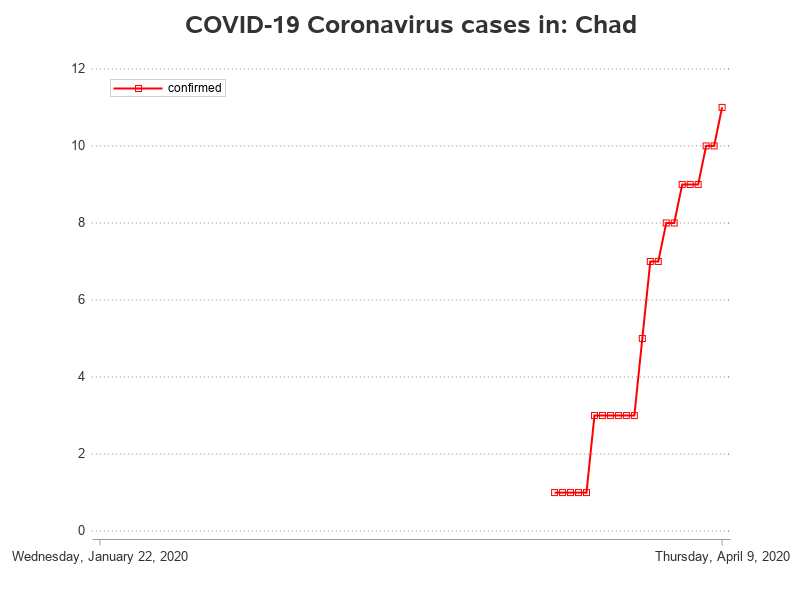 COVID-19 Coronavirus cases in: Chad
12
confirmed
10
8
6
4
2
0
Wednesday, January 22, 2020
Thursday, April 9, 2020